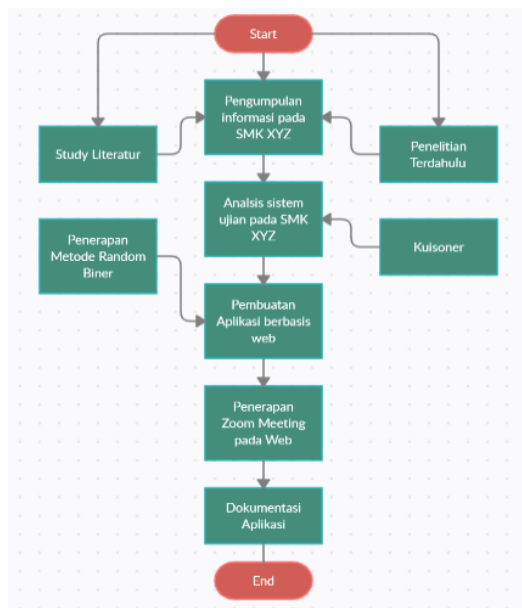 Start
Pengumpulan
informasi pada
SMK XYZ
Study Literatur
Penelitian
Terdahulu
Analsis sistem
ujian pada SMK
XYZ
Penerapan
Metode Random
Biner
Kuisoner
Pembuatan
Aplikasi berbasis
web
Penerapan
Zoom Meeting
pada Web
Dokumentasi
Aplikasi
End